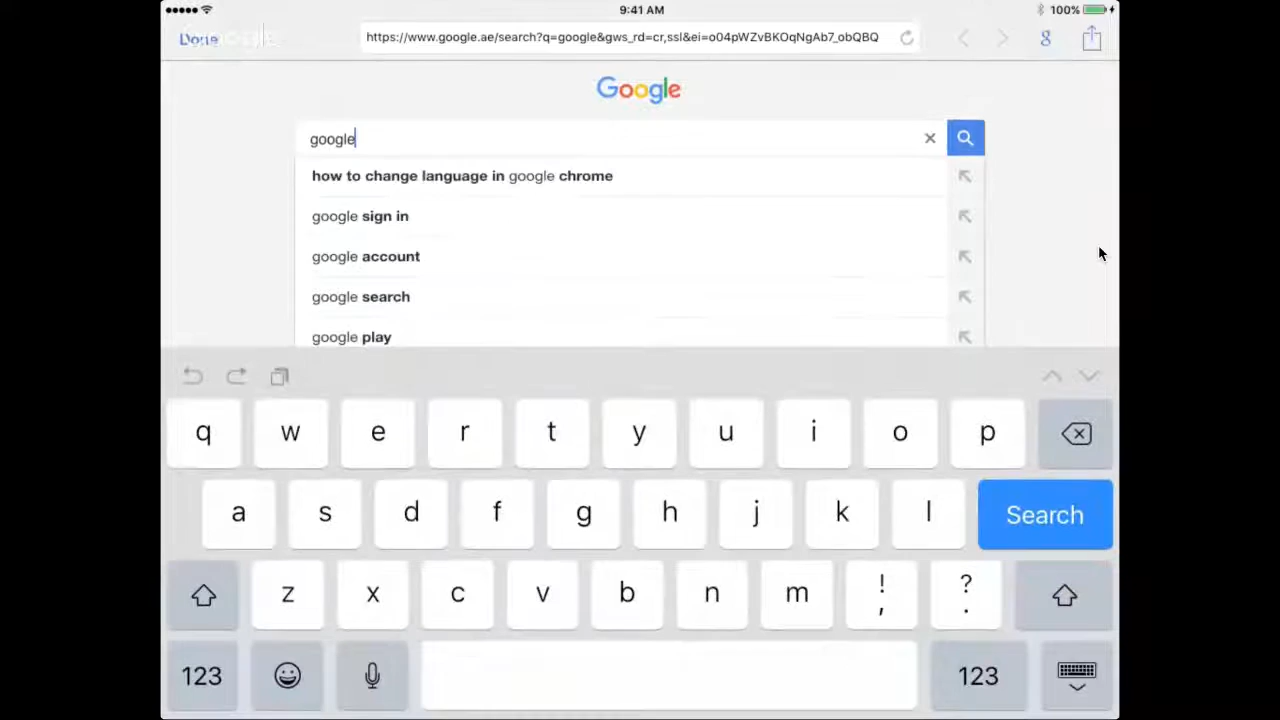 9:41 AM
100%
Done
https://www.google.ae/search?q=google&gws_rd=cr,ssl&ei=o04pWZvBKOqNgAb7_obQBQ
g
Google
google
how to change language in google chrome
google sign in
google account
google search
google play
q w e r t y u i o p
a s d f g h j k l Search
z x c v b n m ! , ? .
123 123